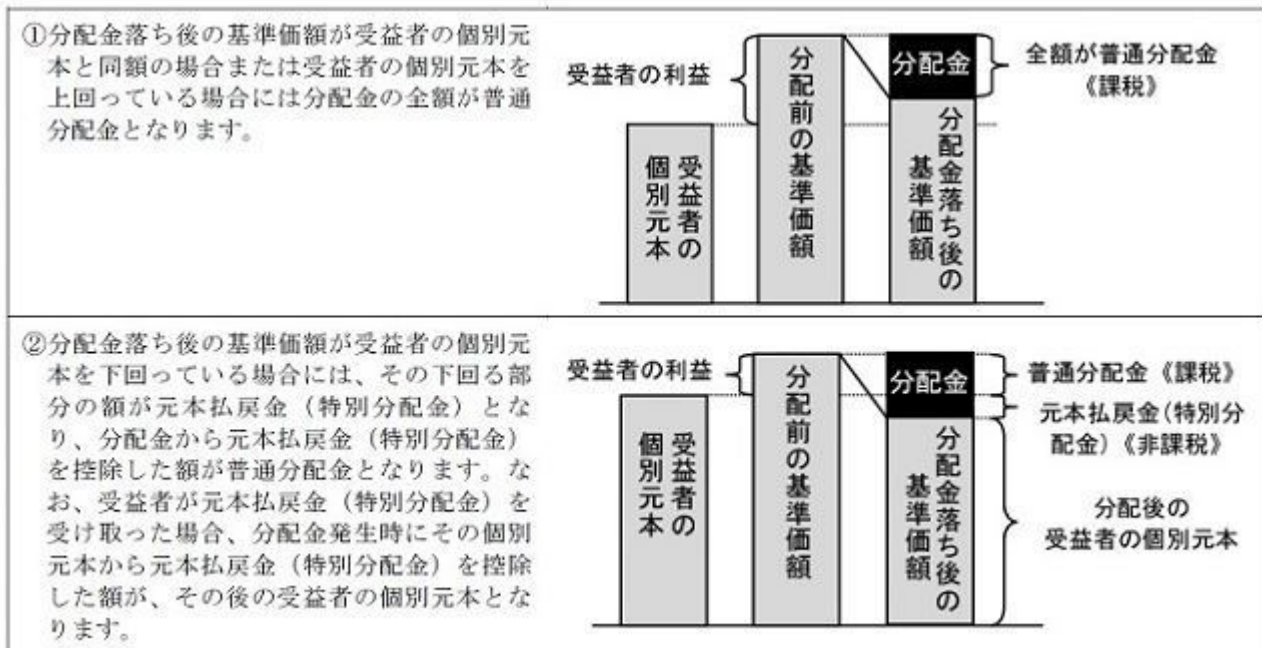 ①分配金落ち後の基準価額が受益者の個別元
本と同額の場合または受益者の個別元本を
上回っている場合には分配金の全額が普通
分配金となります。
受益者の利益
受益者の
個別元本
分配前の基準価額
分配金
分配金落ち後の
基準価額
全額が普通分配金
《課税》
②分配金落ち後の基準価額が受益者の個別元
本を下回っている場合には、その下回る部
分の額が元本払戻金（特別分配金）とな
り、分配金から元本払戻金（特別分配金）
を控除した額が普通分配金となります。な
お、受益者が元本払戻金（特別分配金）を
受け取った場合、分配金発生時にその個別
元本から元本払戻金（特別分配金）を控除
した額が、その後の受益者の個別元本とな
ります。
受益者の利益
受益者の
個別元本
分配前の基準価額
分配金
分配金落ち後の
基準価額
普通分配金《課税》
元本払戻金（特別分
配金）《非課税》
分配後の
受益者の個別元本